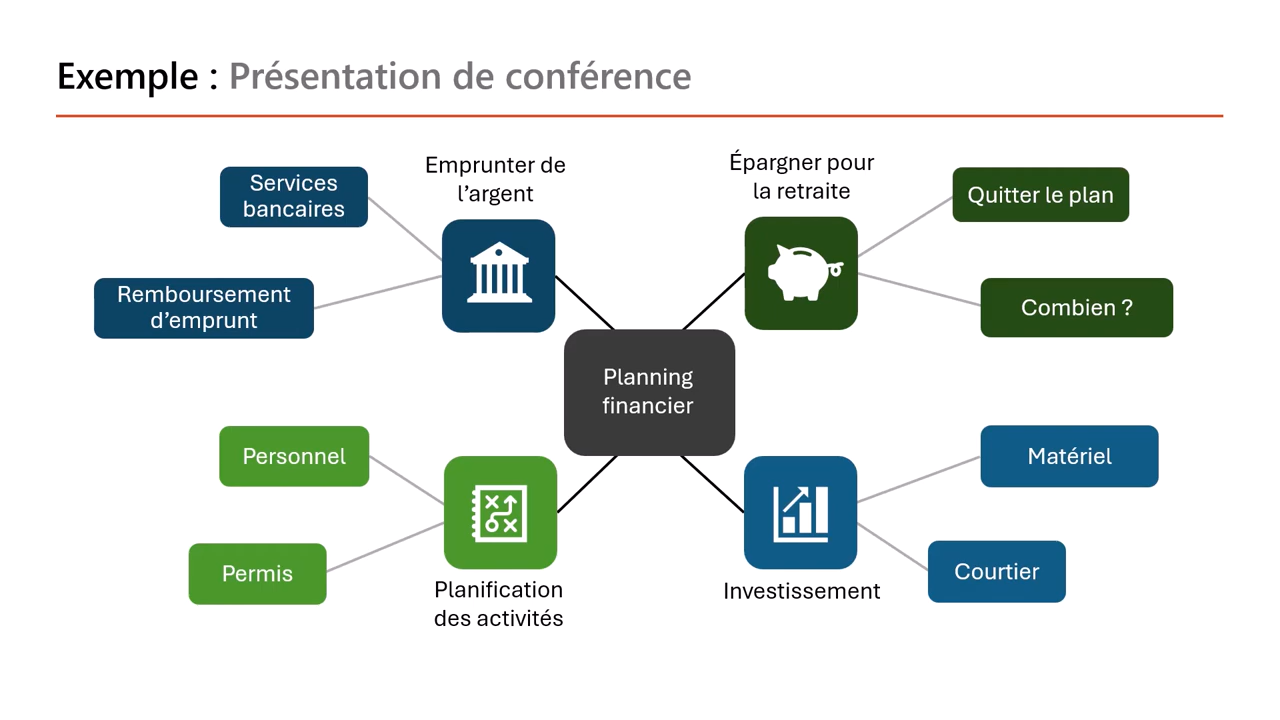 Exemple : Présentation de conférence
Emprunter de
l’argent
Services
bancaires
Remboursement
d’emprunt
Épargner pour
la retraite
Quitter le plan
Combien ?
Planning
financier
Personnel
Permis
Planification
des activités
Matériel
Courtier
Investissement